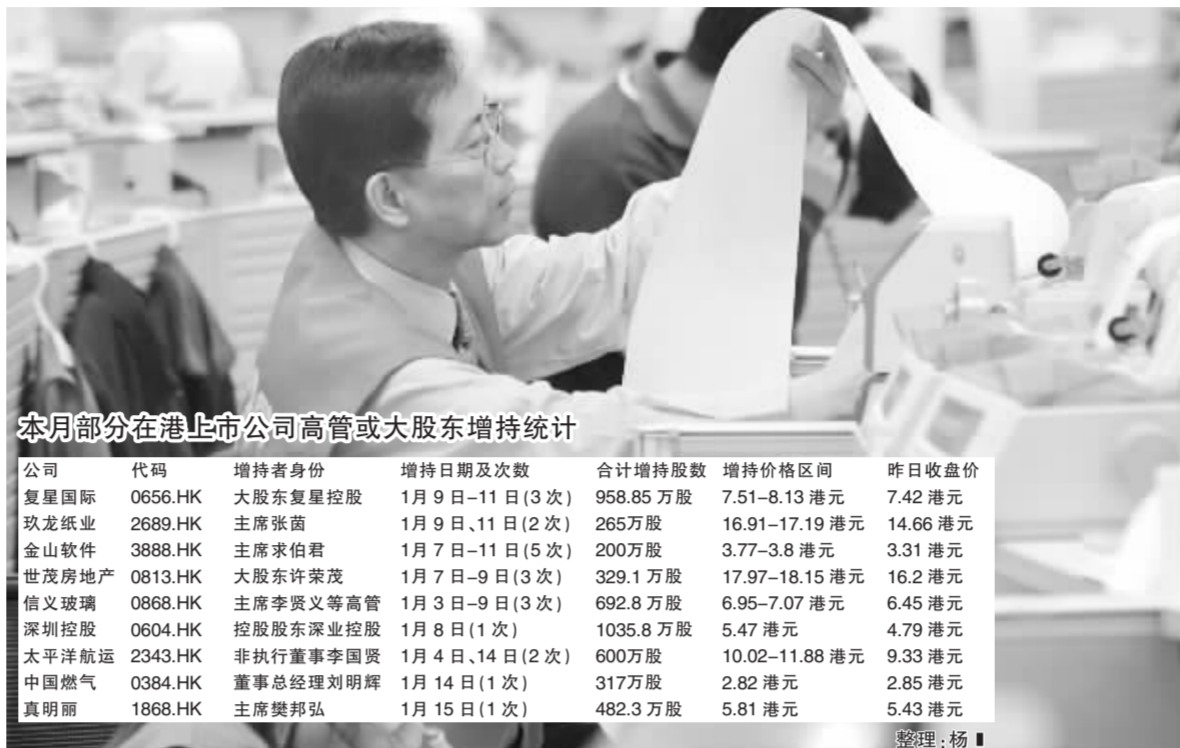 本月部分在港上市公司高管或大股东增持统计
公司 代码 增持者身份 增持日期及次数 合计增持股数 增持价格区间 昨日收盘价
复星国际 0656.HK 大股东复星控股 1月9日-11日(3次) 958.85万股 7.51-8.13港元 7.42港元
玖龙纸业 2689.HK 主席张茵 1月9日、11日(2次) 265万股 16.91-17.19港元 14.66港元
金山软件 3888.HK 主席求伯君 1月7日-11日(5次) 200万股 3.77-3.8港元 3.31港元
世茂房地产 0813.HK 大股东许荣茂 1月7日-9日(3次) 329.1万股 17.97-18.15港元 16.2港元
信义玻璃 0868.HK 主席李贤义等高管 1月3日-9日(3次) 692.8万股 6.95-7.07港元 6.45港元
深圳控股 0604.HK 控股股东深业控股 1月8日(1次) 1035.8万股 5.47港元 4.79港元
太平洋航运 2343.HK 非执行董事李国贤 1月4日、14日(2次) 600万股 10.02-11.88港元 9.33港元
中国燃气 0384.HK 董事总经理刘明辉 1月14日(1次) 317万股 2.82港元 2.85港元
真明丽 1868.HK 主席樊邦弘 1月15日(1次) 482.3万股 5.81港元 5.43港元
整理:杨